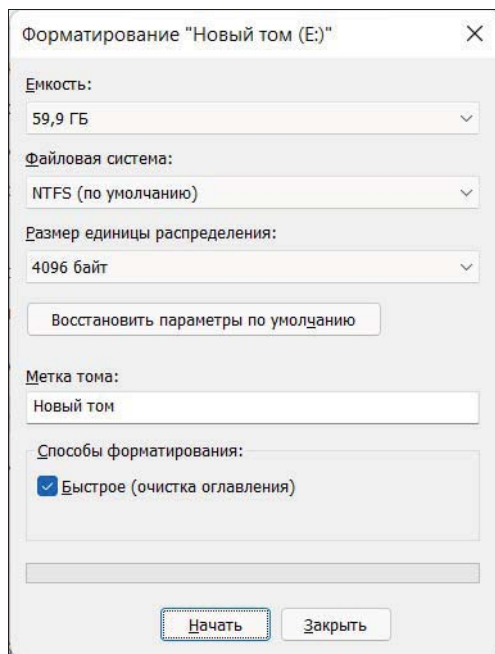 Форматирование "Новый том (E:)"
Емкость:
59,9 ГБ
Файловая система:
NTFS (по умолчанию)
Размер единицы распределения:
4096 байт
Восстановить параметры по умолчанию
Метка тома:
Новый том
Способы форматирования:
Быстрое (очистка оглавления)
Начать
Закрыть